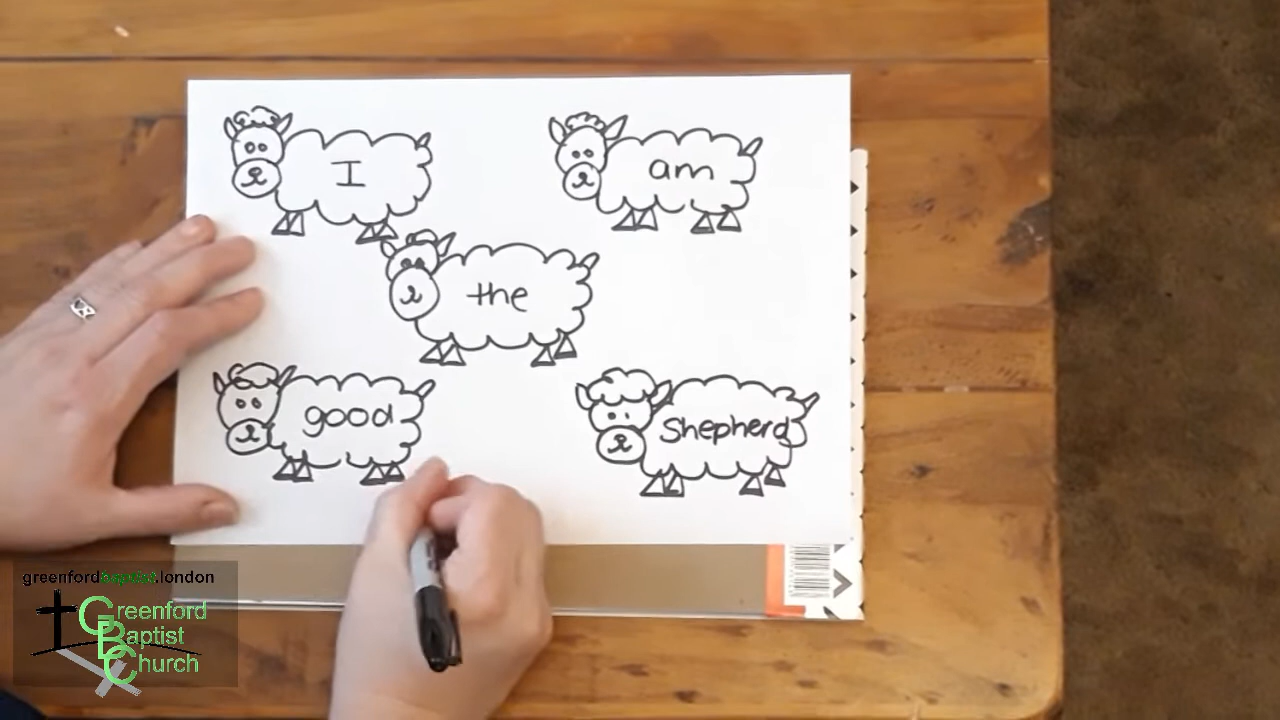 I
am
the
good
Shepherd
greenfordbaptist.london
Greenford
Baptist
Church